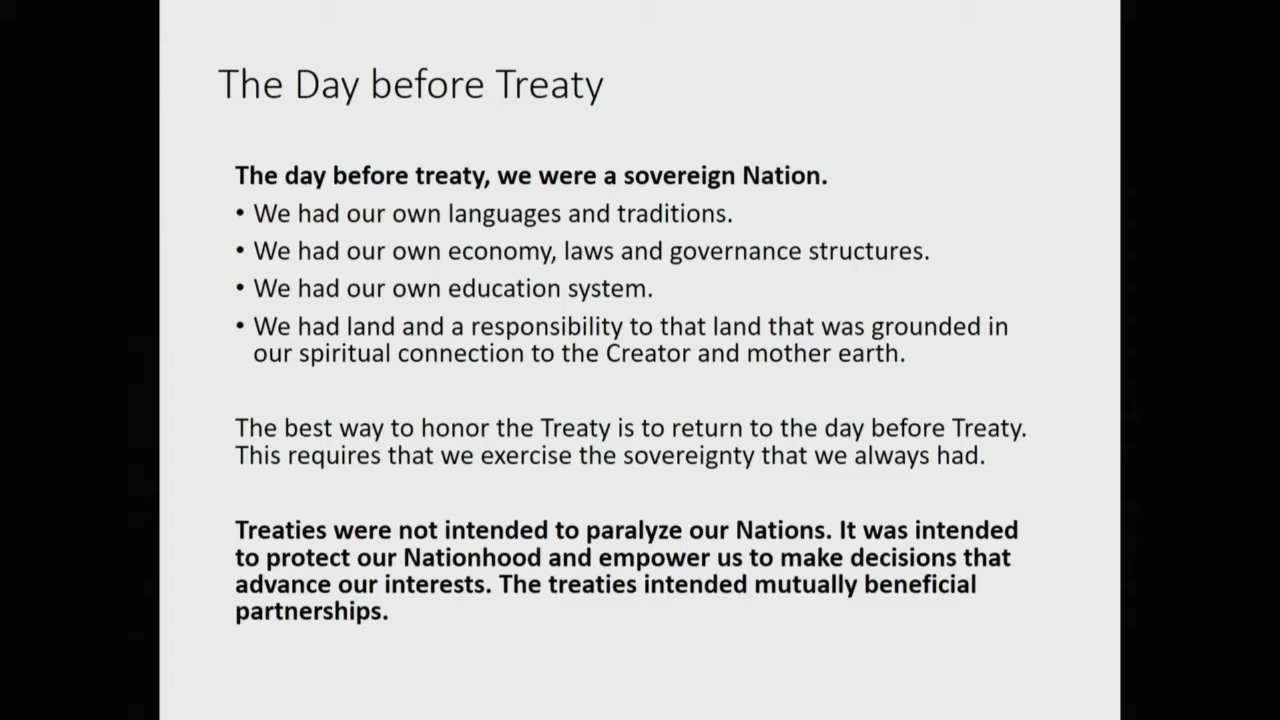 The Day before Treaty
The day before treaty, we were a sovereign Nation.
• We had our own languages and traditions.
• We had our own economy, laws and governance structures.
• We had our own education system.
• We had land and a responsibility to that land that was grounded in
our spiritual connection to the Creator and mother earth.
The best way to honor the Treaty is to return to the day before Treaty.
This requires that we exercise the sovereignty that we always had.
Treaties were not intended to paralyze our Nations. It was intended
to protect our Nationhood and empower us to make decisions that
advance our interests. The treaties intended mutually beneficial
partnerships.